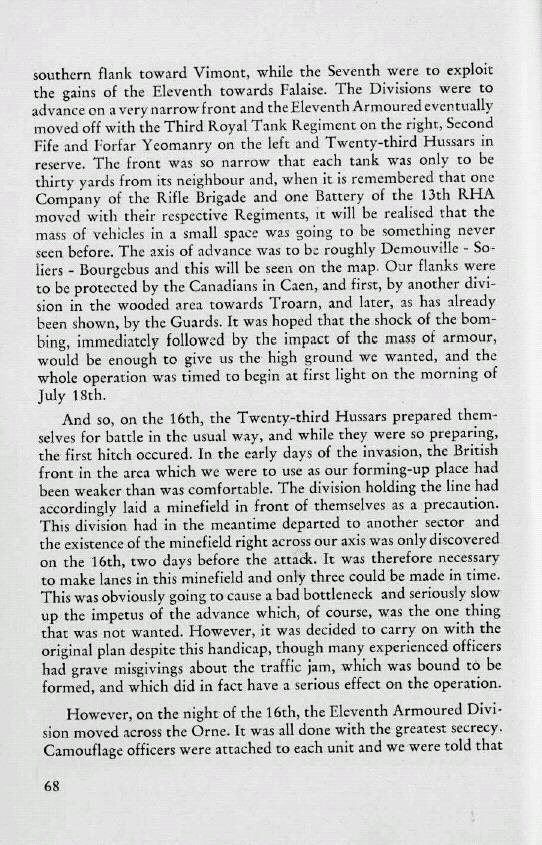 southern flank toward Vimont, while the Seventh were to exploit
the gains of the Eleventh towards Falaise. The Divisions were to
advance on a very narrow front and the Eleventh Armoured eventually
moved off with the Third Royal Tank Regiment on the right, Second
Fife and Forfar Yeomanry on the left and Twenty-third Hussars in
reserve. The front was so narrow that each tank was only to be
thirty yards from its neighbour and, when it is remembered that one
Company of the Rifle Brigade and one Battery of the 13th RHA
moved with their respective Regiments, it will be realised that the
mass of vehicles in a small space was going to be something never
seen before. The axis of advance was to be roughly Demouville - So-
liers - Bourgebus and this will be seen on the map. Our flanks were
to be protected by the Canadians in Caen, and first, by another divi-
sion in the wooded area towards Troarn, and later, as has already
been shown, by the Guards. It was hoped that the shock of the bom-
bing, immediately followed by the impact of the mass of armour,
would be enough to give us the high ground we wanted, and the
whole operation was timed to begin at first light on the morning of
July 18th.
And so, on the 16th, the Twenty-third Hussars prepared them-
selves for battle in the usual way, and while they were so preparing,
the first hitch occured. In the early days of the invasion, the British
front in the area which we were to use as our forming-up place had
been weaker than was comfortable. The division holding the line had
accordingly laid a minefield in front of themselves as a precaution.
This division had in the meantime departed to another sector and
the existence of the minefield right across our axis was only discovered
on the 16th, two days before the attack. It was therefore necessary
to make lanes in this minefield and only three could be made in time.
This was obviously going to cause a bad bottleneck and seriously slow
up the impetus of the advance which, of course, was the one thing
that was not wanted. However, it was decided to carry on with the
original plan despite this handicap, though many experienced officers
had grave misgivings about the traffic jam, which was bound to be
formed, and which did in fact have a serious effect on the operation.
However, on the night of the 16th, the Eleventh Armoured Divi-
sion moved across the Orne. It was all done with the greatest secrecy.
Camouflage officers were attached to each unit and we were told that
68